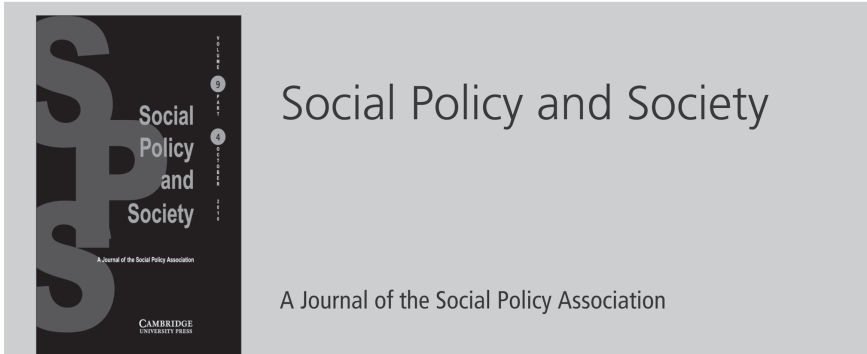 SPS
VOLUME
9
PART
4
OCTOBER
2010
Social
Policy
and
Society
A Journal of the Social Policy Association
CAMBRIDGE
UNIVERSITY PRESS
Social Policy and Society
A Journal of the Social Policy Association